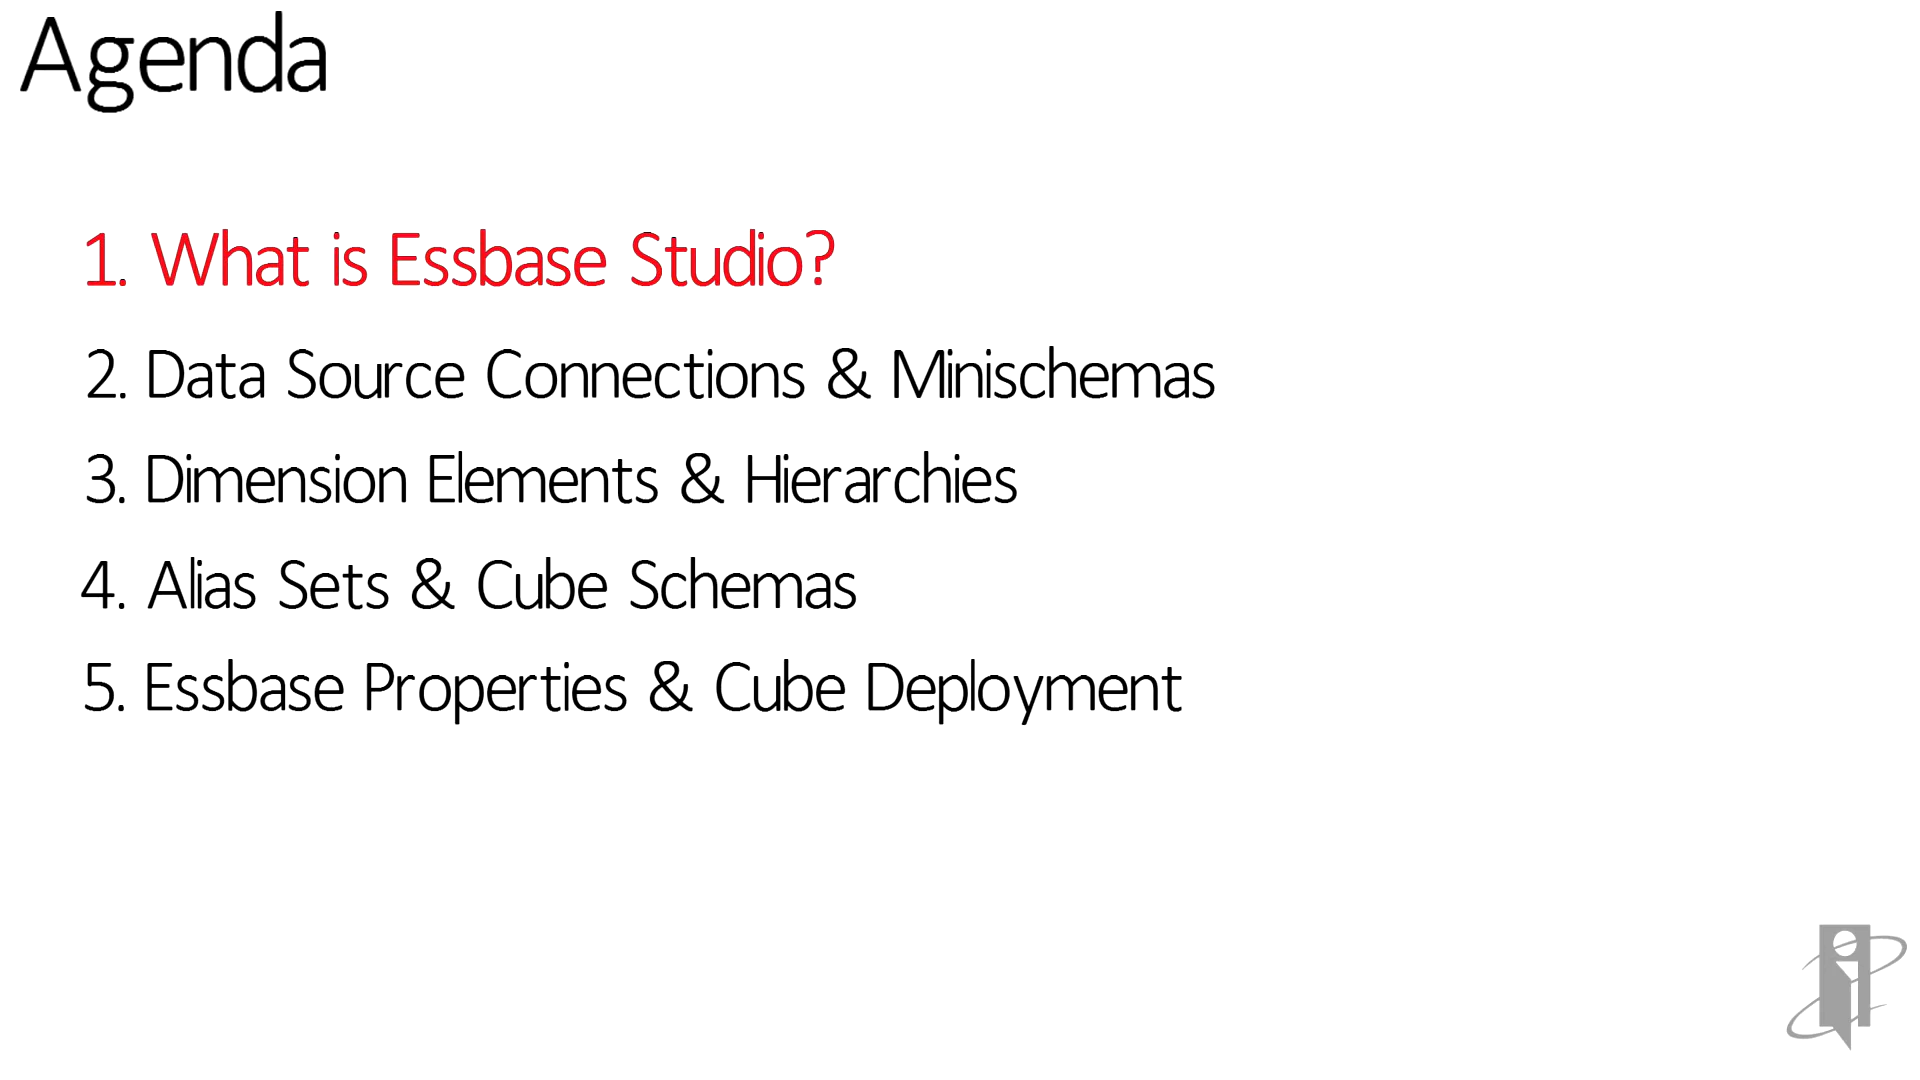 Agenda
1. What is Essbase Studio?
2. Data Source Connections & Minischemas
3. Dimension Elements & Hierarchies
4. Alias Sets & Cube Schemas
5. Essbase Properties & Cube Deployment